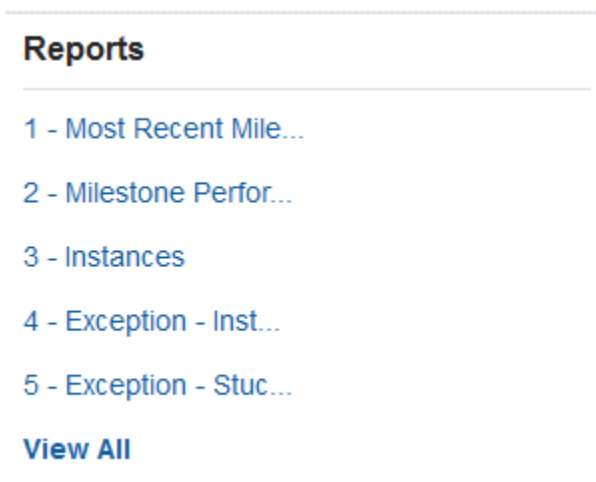 Reports
1 - Most Recent Mile...
2 - Milestone Perfor...
3 - Instances
4 - Exception - Inst...
5 - Exception - Stuc...
View All